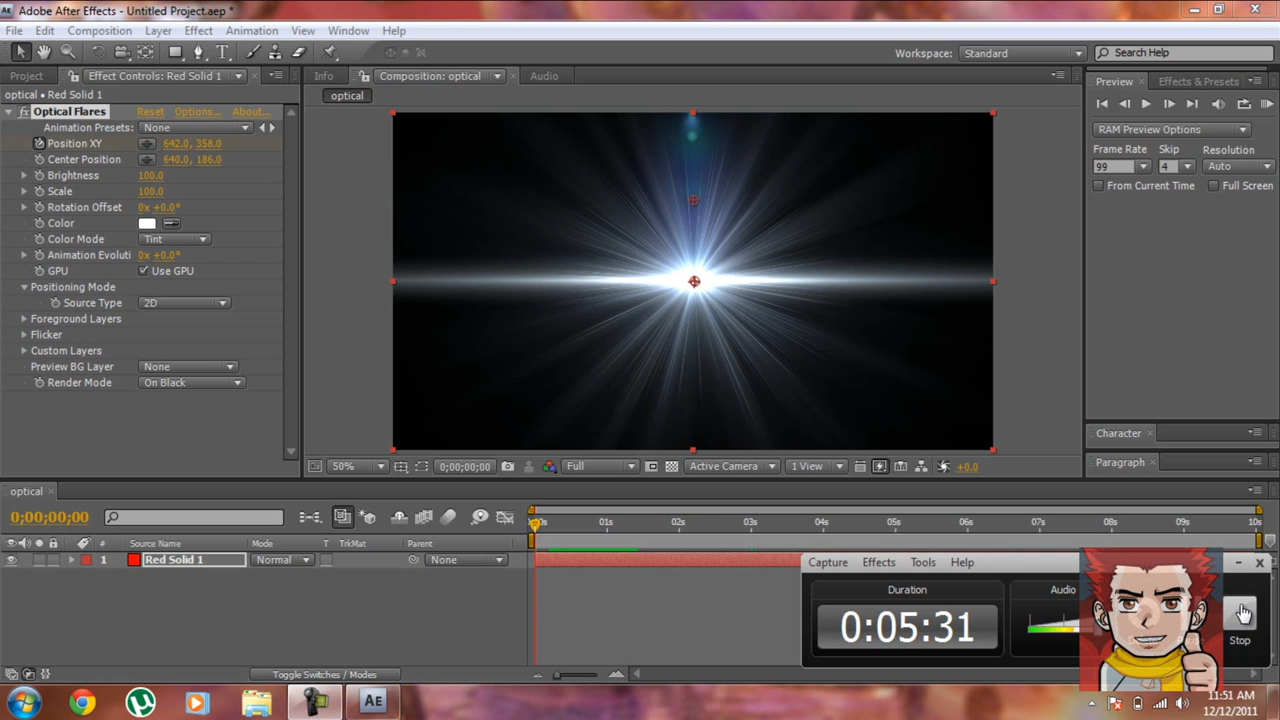 Adobe After Effects - Untitled Project.aep *
File Edit Composition Layer Effect Animation View Window Help
Workspace: Standard Search Help
Project Effect Controls: Red Solid 1
Info Composition: optical Audio
Preview Effects & Presets
optical • Red Solid 1
optical
fx Optical Flares Reset Options... About...
Animation Presets: None
Position XY 642.0, 358.0
Center Position 640.0, 186.0
Brightness 100.0
Scale 100.0
Rotation Offset 0x +0.0°
Color
Color Mode Tint
Animation Evoluti 0x +0.0°
GPU Use GPU
Positioning Mode
Source Type 2D
Foreground Layers
Flicker
Custom Layers
Preview BG Layer None
Render Mode On Black
RAM Preview Options
Frame Rate Skip Resolution
99 4 Auto
From Current Time Full Screen
Character
Paragraph
50% 0;00;00;00 Full Active Camera 1 View +0.0
optical
0;00;00;00
0:00s 01s 02s 03s 04s 05s 06s 07s 08s 09s 10s
# Source Name Mode T TrkMat Parent
1 Red Solid 1 Normal None
Toggle Switches / Modes
Capture Effects Tools Help
Duration Audio
0:05:31
Stop
AE
11:51 AM
12/12/2011